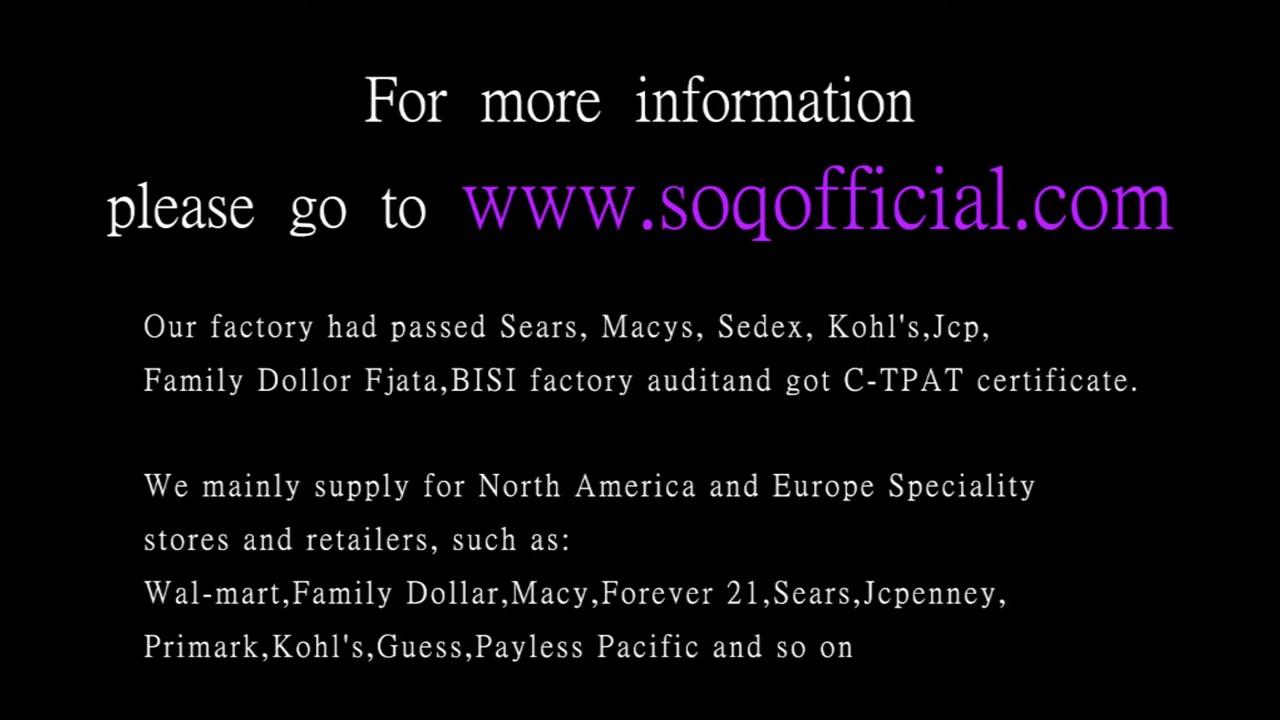 For more information
please go to www.soqofficial.com
Our factory had passed Sears, Macys, Sedex, Kohl's,Jcp,
Family Dollor Fjata,BISI factory auditand got C-TPAT certificate.
We mainly supply for North America and Europe Speciality
stores and retailers, such as:
Wal-mart,Family Dollar,Macy,Forever 21,Sears,Jcpenney,
Primark,Kohl's,Guess,Payless Pacific and so on